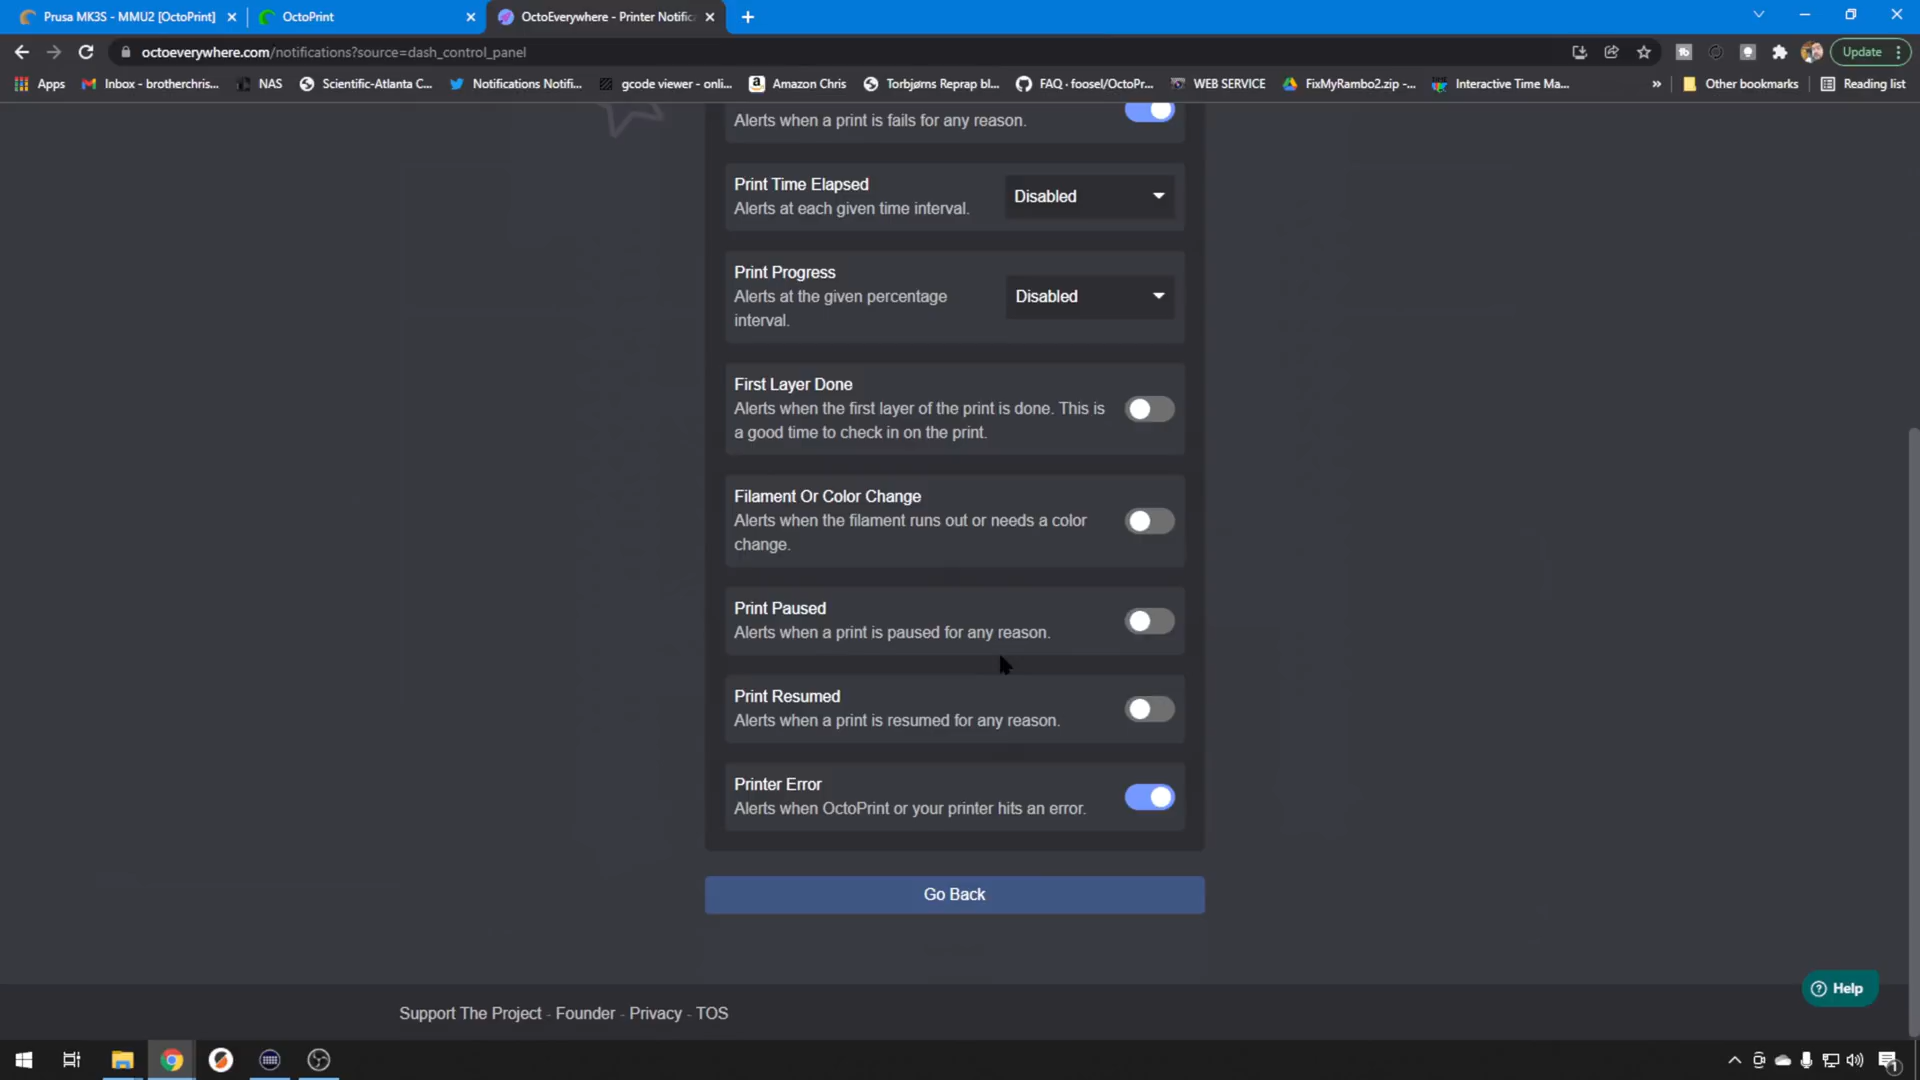 Prusa MK3S - MMU2 [OctoPrint]
OctoPrint
OctoEverywhere - Printer Notific
octoeverywhere.com/notifications?source=dash_control_panel
Update
Apps
Inbox - brotherchris...
NAS
Scientific-Atlanta C...
Notifications Notifi...
gcode viewer - onli...
Amazon Chris
Torbjørns Reprap bl...
FAQ · foosel/OctoPr...
WEB SERVICE
FixMyRambo2.zip -...
Interactive Time Ma...
»
Other bookmarks
Reading list
Alerts when a print is fails for any reason.
Print Time Elapsed
Alerts at each given time interval.
Disabled
Print Progress
Alerts at the given percentage
interval.
Disabled
First Layer Done
Alerts when the first layer of the print is done. This is
a good time to check in on the print.
Filament Or Color Change
Alerts when the filament runs out or needs a color
change.
Print Paused
Alerts when a print is paused for any reason.
Print Resumed
Alerts when a print is resumed for any reason.
Printer Error
Alerts when OctoPrint or your printer hits an error.
Go Back
Help
Support The Project - Founder - Privacy - TOS
1